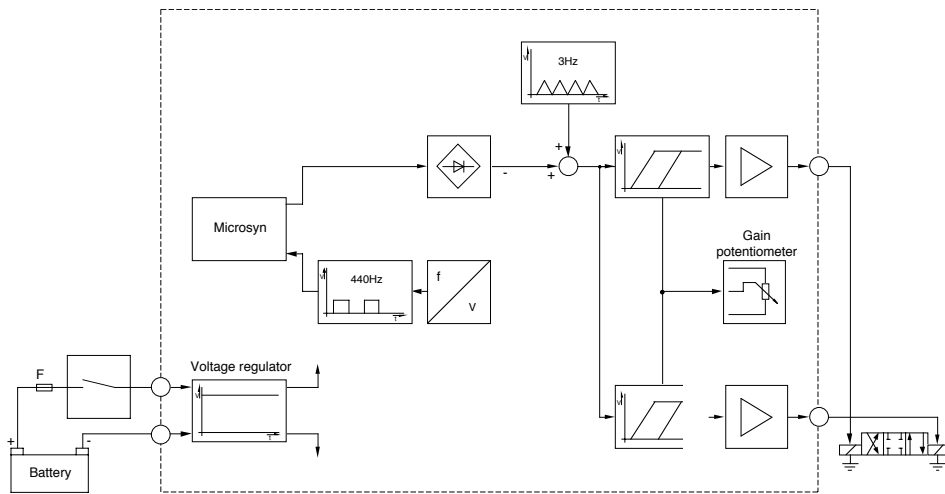 V
3Hz
T
+
+
-
V
Microsyn
Gain
potentiometer
V
440Hz
T
f
V
F
Voltage regulator
V
T
V
+
-
Battery